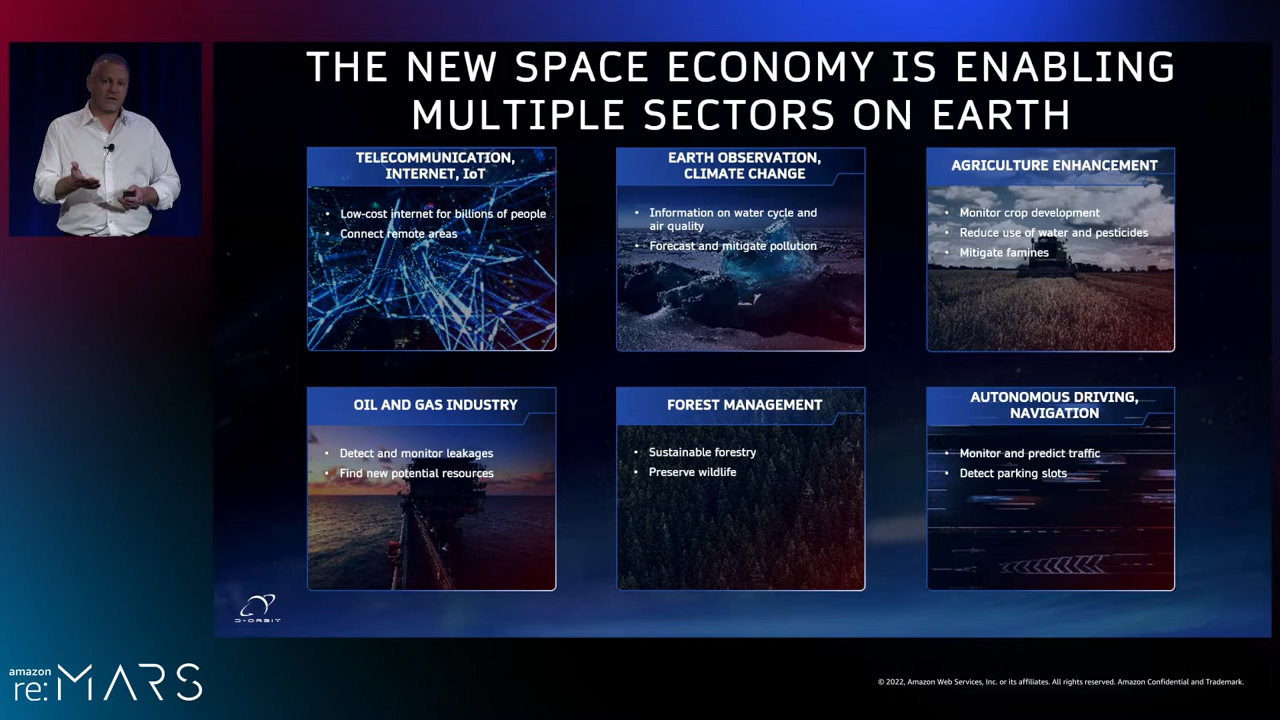 THE NEW SPACE ECONOMY IS ENABLING
MULTIPLE SECTORS ON EARTH
TELECOMMUNICATION,
INTERNET, IoT
• Low-cost internet for billions of people
• Connect remote areas
EARTH OBSERVATION,
CLIMATE CHANGE
• Information on water cycle and
air quality
• Forecast and mitigate pollution
AGRICULTURE ENHANCEMENT
• Monitor crop development
• Reduce use of water and pesticides
• Mitigate famines
OIL AND GAS INDUSTRY
• Detect and monitor leakages
• Find new potential resources
FOREST MANAGEMENT
• Sustainable forestry
• Preserve wildlife
AUTONOMOUS DRIVING,
NAVIGATION
• Monitor and predict traffic
• Detect parking slots
D-ORBIT
amazon
re:MARS
© 2022, Amazon Web Services, Inc. or its affiliates. All rights reserved. Amazon Confidential and Trademark.